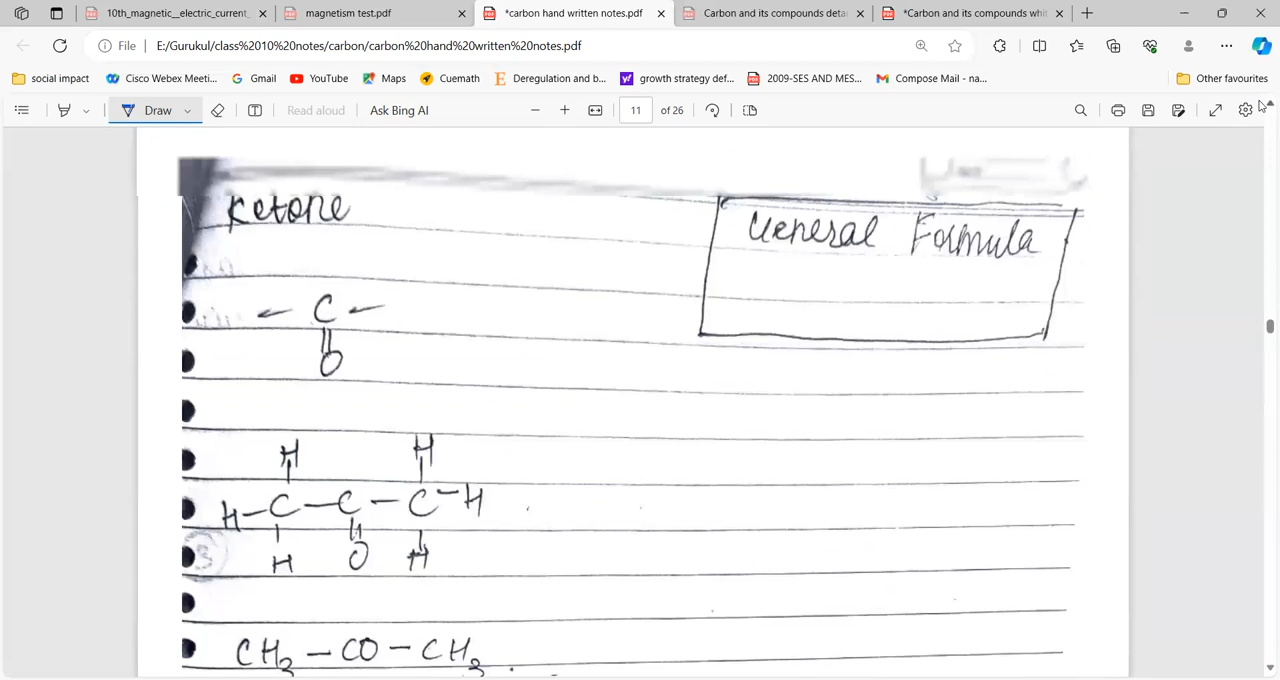 10th_magnetic__electric_current_
magnetism test.pdf
*carbon hand written notes.pdf
Carbon and its compounds deta
*Carbon and its compounds whi
File
E:/Gurukul/class%2010%20notes/carbon/carbon%20hand%20written%20notes.pdf
social impact
Cisco Webex Meeti...
Gmail
YouTube
Maps
Cuemath
Deregulation and b...
growth strategy def...
2009-SES AND MES...
Compose Mail - na...
Other favourites
Draw
Read aloud
Ask Bing AI
11 of 26
Ketone
General Formula
– C –
||
O
H H
| |
H – C – C – C – H
| || |
H O H
CH3 – CO – CH3